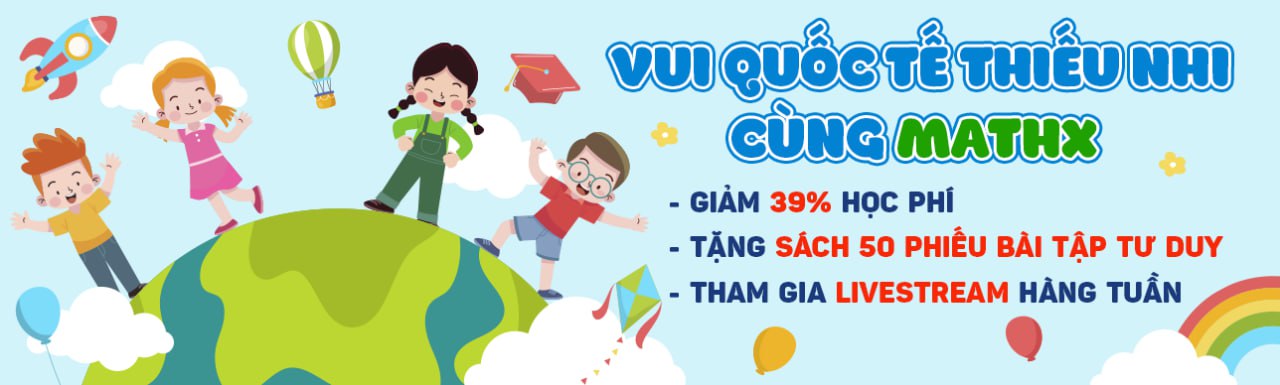 VUI QUỐC TẾ THIẾU NHI
CÙNG MATHX
- GIẢM 39% HỌC PHÍ
- TẶNG SÁCH 50 PHIẾU BÀI TẬP TƯ DUY
- THAM GIA LIVESTREAM HÀNG TUẦN